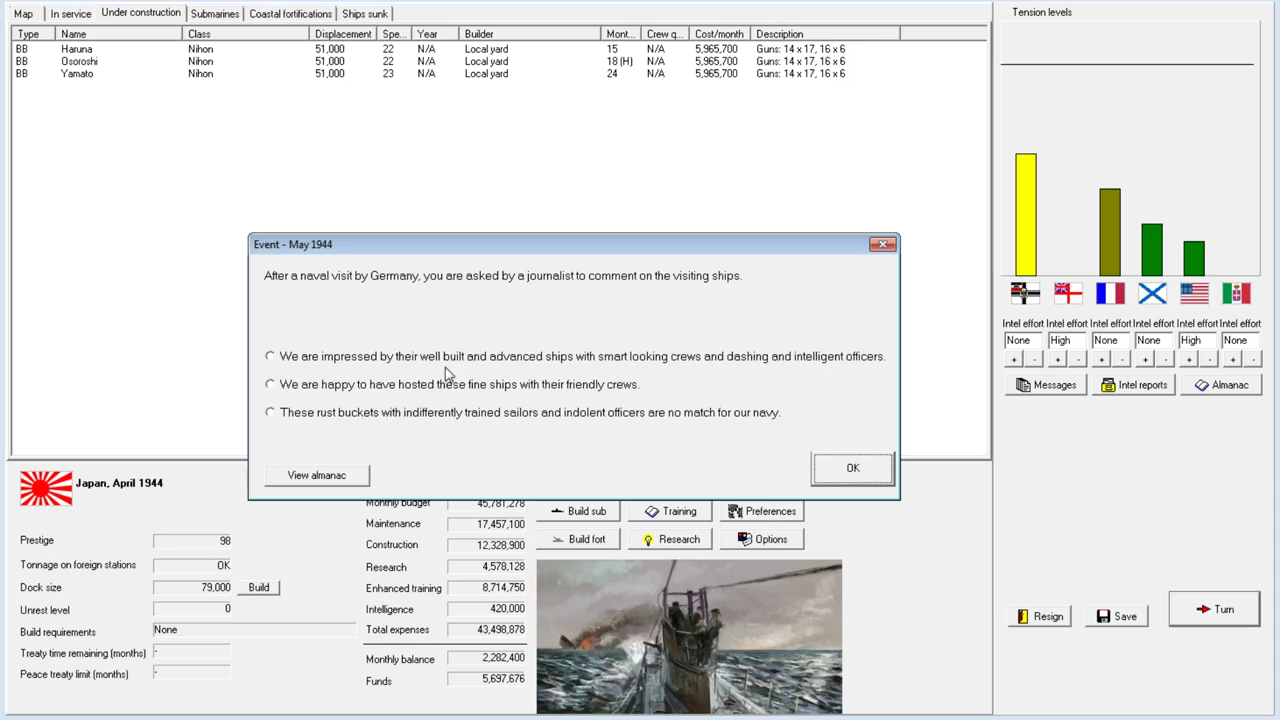 Map In service Under construction Submarines Coastal fortifications Ships sunk
Type Name Class Displacement Spe... Year Builder Mont... Crew q... Cost/month Description
BB Haruna Nihon 51,000 22 N/A Local yard 15 N/A 5,965,700 Guns: 14 x 17, 16 x 6
BB Osoroshi Nihon 51,000 22 N/A Local yard 18 (H) N/A 5,965,700 Guns: 14 x 17, 16 x 6
BB Yamato Nihon 51,000 23 N/A Local yard 24 N/A 5,965,700 Guns: 14 x 17, 16 x 6
Tension levels
Intel effort Intel effort Intel effort Intel effort Intel effort Intel effort
None High None None High None
+ - + - + - + - + - + -
Messages Intel reports Almanac
Event - May 1944
After a naval visit by Germany, you are asked by a journalist to comment on the visiting ships.
We are impressed by their well built and advanced ships with smart looking crews and dashing and intelligent officers.
We are happy to have hosted these fine ships with their friendly crews.
These rust buckets with indifferently trained sailors and indolent officers are no match for our navy.
View almanac OK
Japan, April 1944
Prestige 98
Tonnage on foreign stations OK
Dock size 79,000 Build
Unrest level 0
Build requirements None
Treaty time remaining (months) -
Peace treaty limit (months) -
Monthly budget 45,781,278
Maintenance 17,457,100
Construction 12,328,900
Research 4,578,128
Enhanced training 8,714,750
Intelligence 420,000
Total expenses 43,498,878
Monthly balance 2,282,400
Funds 5,697,676
Build sub Training Preferences
Build fort Research Options
Resign Save Turn